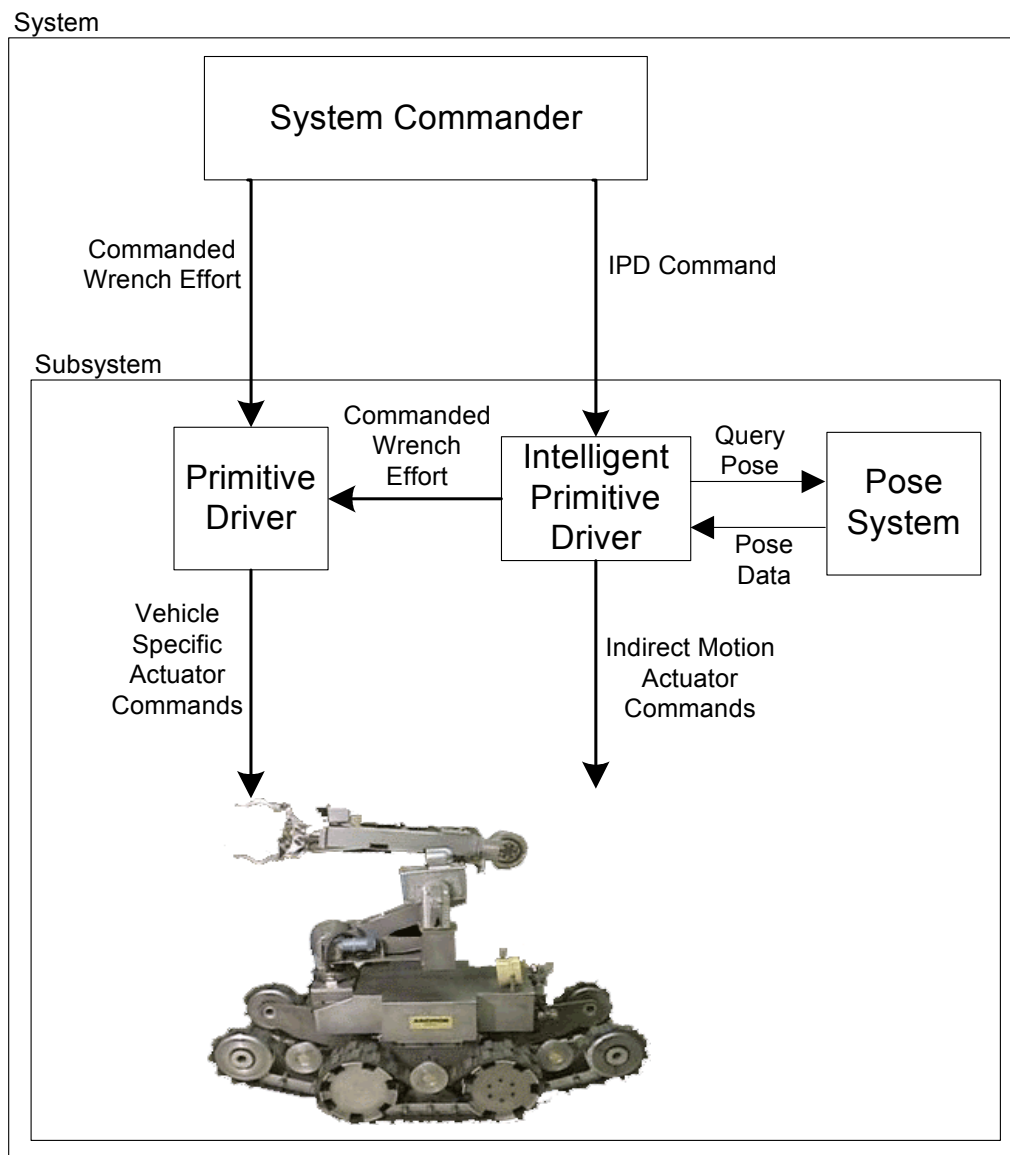 System
System Commander
Commanded
Wrench Effort
IPD Command
Subsystem
Primitive
Driver
Commanded
Wrench
Effort
Intelligent
Primitive
Driver
Query
Pose
Pose
Data
Pose
System
Vehicle
Specific
Actuator
Commands
Indirect Motion
Actuator
Commands